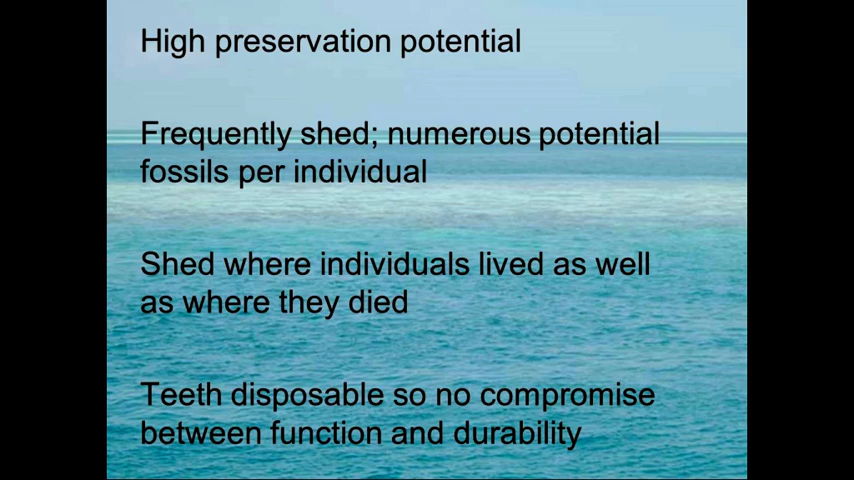 High preservation potential
Frequently shed; numerous potential
fossils per individual
Shed where individuals lived as well
as where they died
Teeth disposable so no compromise
between function and durability